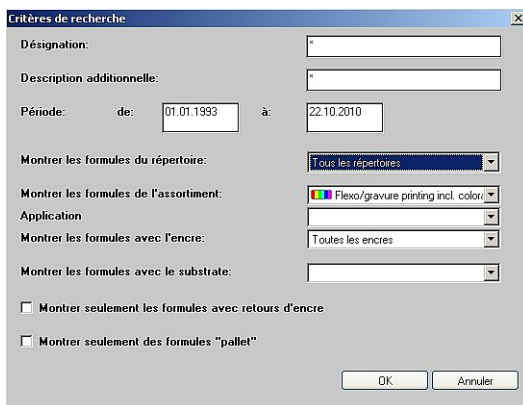 Critères de recherche
Désignation: *
Description additionnelle: *
Période: de: 01.01.1993 à: 22.10.2010
Montrer les formules du répertoire: Tous les répertoires
Montrer les formules de l'assortiment: Flexo/gravure printing incl. colora
Application
Montrer les formules avec l'encre: Toutes les encres
Montrer les formules avec le substrate:
Montrer seulement les formules avec retours d'encre
Montrer seulement des formules "pallet"
OK Annuler